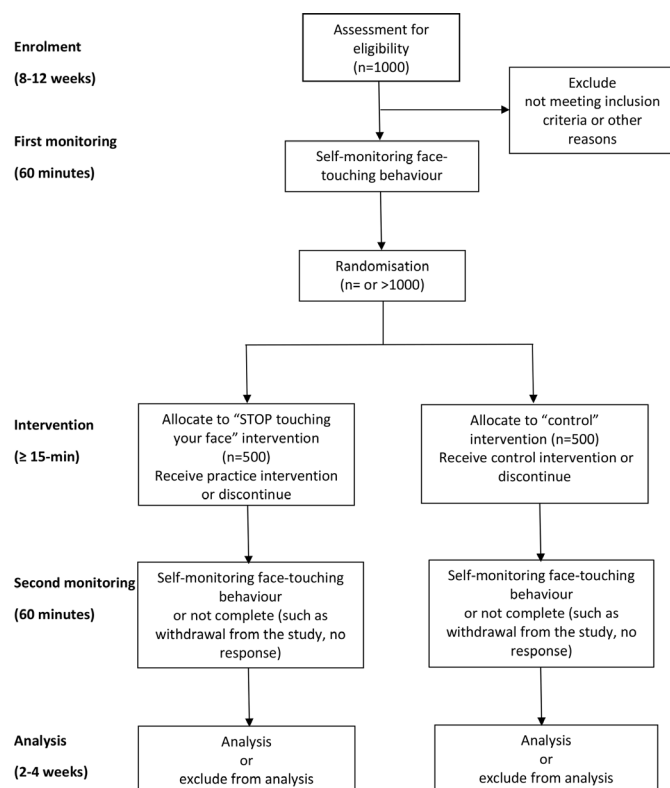 Enrolment
(8-12 weeks)
Assessment for
eligibility
(n=1000)
Exclude
not meeting inclusion
criteria or other
reasons
First monitoring
(60 minutes)
Self-monitoring face-
touching behaviour
Randomisation
(n= or >1000)
Intervention
(≥ 15-min)
Allocate to “STOP touching
your face” intervention
(n=500)
Receive practice intervention
or discontinue
Allocate to “control”
intervention (n=500)
Receive control intervention or
discontinue
Second monitoring
(60 minutes)
Self-monitoring face-touching
behaviour
or not complete (such as
withdrawal from the study, no
response)
Self-monitoring face-touching
behaviour
or not complete (such as
withdrawal from the study, no
response)
Analysis
(2-4 weeks)
Analysis
or
exclude from analysis
Analysis
or
exclude from analysis